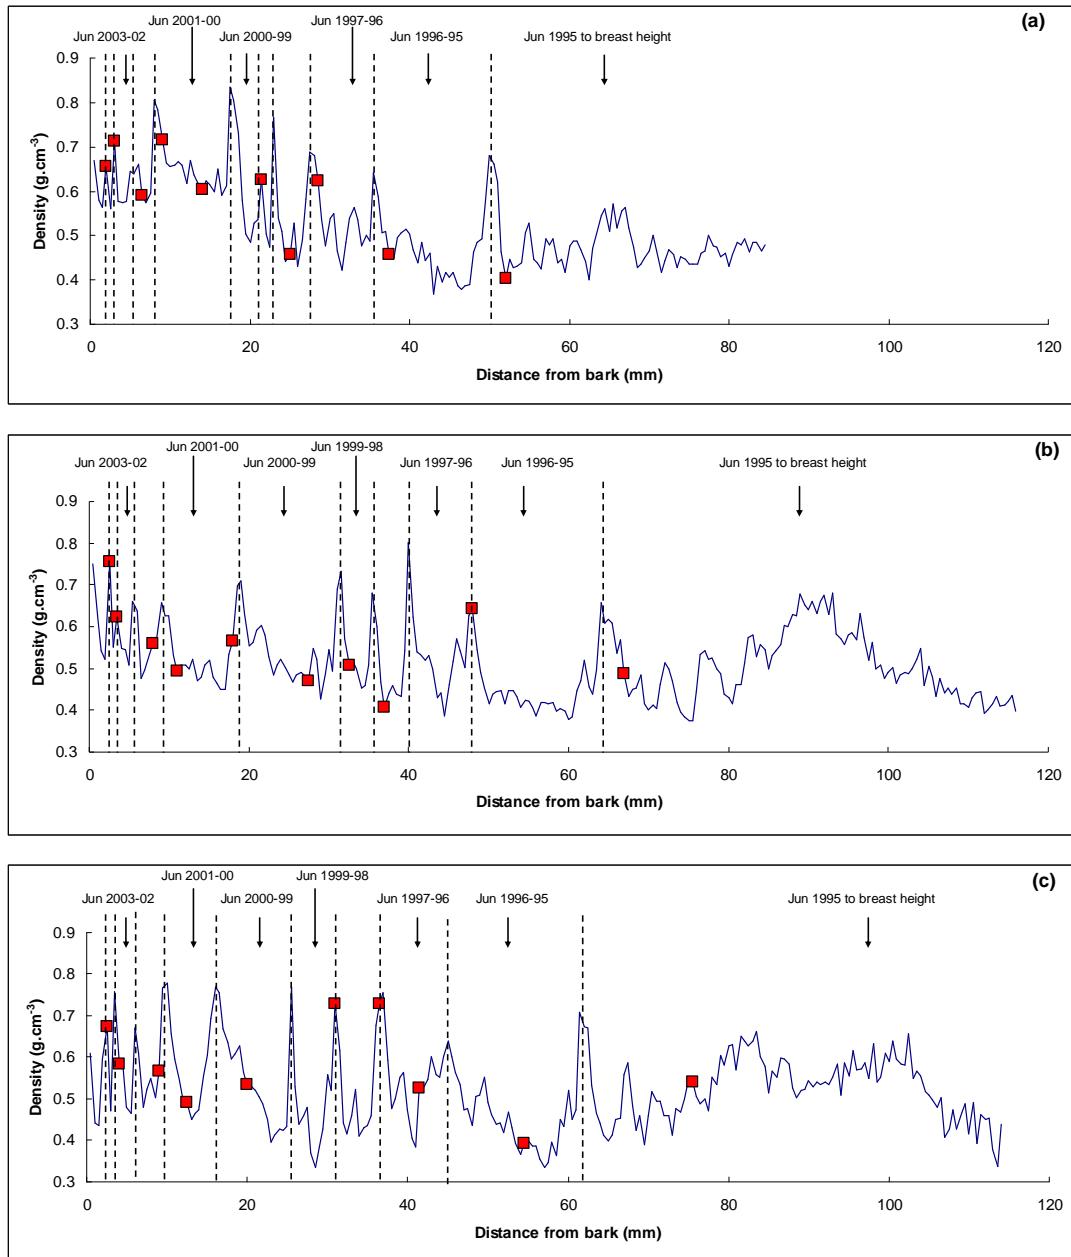 (a)
Jun 2001-00
Jun 1997-96
Jun 2003-02
Jun 2000-99
Jun 1996-95
Jun 1995 to breast height
0.9
0.8
0.7
0.6
0.5
0.4
0.3
Density (g.cm⁻³)
0
20
40
60
80
100
120
Distance from bark (mm)
(b)
Jun 2001-00
Jun 1999-98
Jun 2003-02
Jun 2000-99
Jun 1997-96
Jun 1996-95
Jun 1995 to breast height
0.9
0.8
0.7
0.6
0.5
0.4
0.3
Density (g.cm⁻³)
0
20
40
60
80
100
120
Distance from bark (mm)
(c)
Jun 2001-00
Jun 1999-98
Jun 2003-02
Jun 2000-99
Jun 1997-96
Jun 1996-95
Jun 1995 to breast height
0.9
0.8
0.7
0.6
0.5
0.4
0.3
Density (g.cm⁻³)
0
20
40
60
80
100
120
Distance from bark (mm)